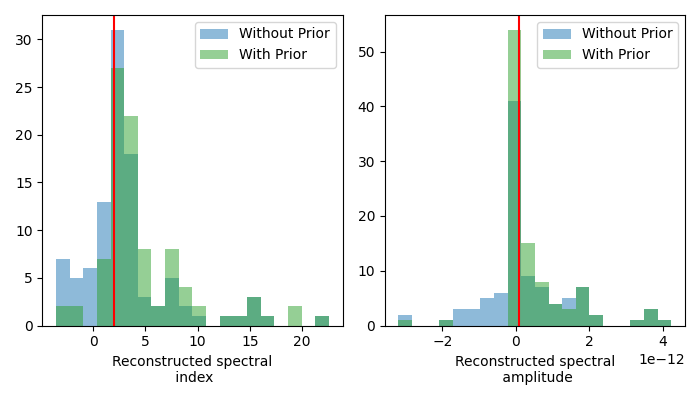 Without Prior
With Prior
30
25
20
15
10
5
0
0
5
10
15
20
Reconstructed spectral
index
Without Prior
With Prior
50
40
30
20
10
0
−2
0
2
4
1e−12
Reconstructed spectral
amplitude